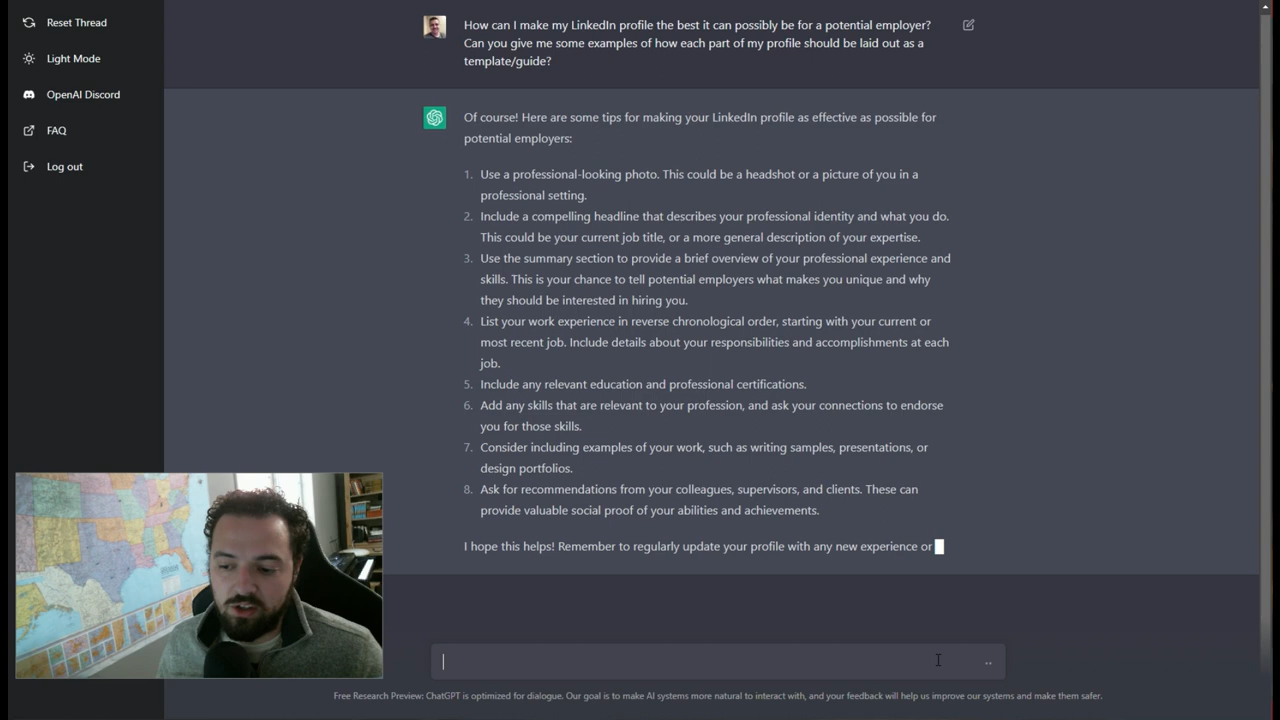 Reset Thread
Light Mode
OpenAI Discord
FAQ
Log out
How can I make my LinkedIn profile the best it can possibly be for a potential employer?
Can you give me some examples of how each part of my profile should be laid out as a
template/guide?
Of course! Here are some tips for making your LinkedIn profile as effective as possible for
potential employers:
1. Use a professional-looking photo. This could be a headshot or a picture of you in a
professional setting.
2. Include a compelling headline that describes your professional identity and what you do.
This could be your current job title, or a more general description of your expertise.
3. Use the summary section to provide a brief overview of your professional experience and
skills. This is your chance to tell potential employers what makes you unique and why
they should be interested in hiring you.
4. List your work experience in reverse chronological order, starting with your current or
most recent job. Include details about your responsibilities and accomplishments at each
job.
5. Include any relevant education and professional certifications.
6. Add any skills that are relevant to your profession, and ask your connections to endorse
you for those skills.
7. Consider including examples of your work, such as writing samples, presentations, or
design portfolios.
8. Ask for recommendations from your colleagues, supervisors, and clients. These can
provide valuable social proof of your abilities and achievements.
I hope this helps! Remember to regularly update your profile with any new experience or
Free Research Preview: ChatGPT is optimized for dialogue. Our goal is to make AI systems more natural to interact with, and your feedback will help us improve our systems and make them safer.